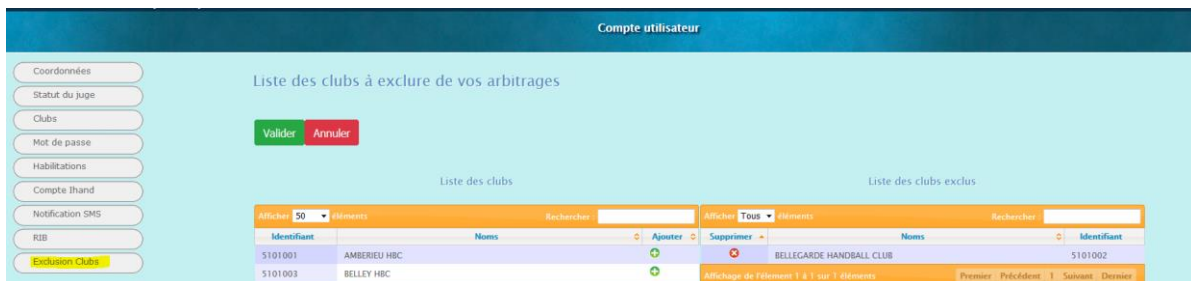 Compte utilisateur
Coordonnées
Statut du juge
Clubs
Mot de passe
Habilitations
Compte Ihand
Notification SMS
RIB
Exclusion Clubs
Liste des clubs à exclure de vos arbitrages
Valider Annuler
Liste des clubs
Afficher 50 éléments Rechercher :
Identifiant Noms Ajouter
5101001 AMBERIEU HBC
5101003 BELLEY HBC
Liste des clubs exclus
Afficher Tous éléments Rechercher :
Supprimer Noms Identifiant
BELLEGARDE HANDBALL CLUB 5101002
Affichage de l'élement 1 à 1 sur 1 éléments Premier Précédent 1 Suivant Dernier